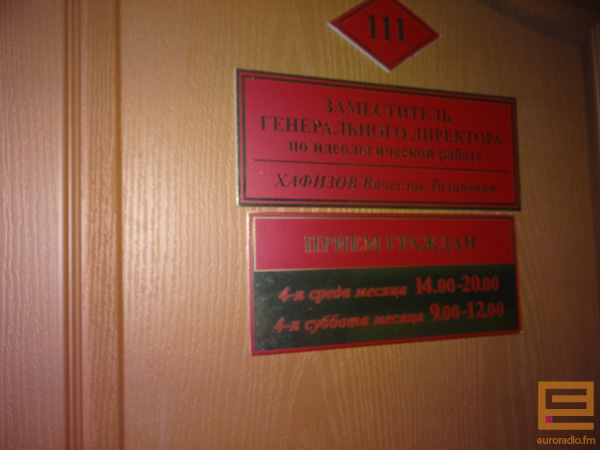 111
ЗАМЕСТИТЕЛЬ
ГЕНЕРАЛЬНОГО ДИРЕКТОРА
по идеологической работе
ХАФИЗОВ Вячеслав Талипович
ПРИЕМ ГРАЖДАН
4-я среда месяца 14.00-20.00
4-я суббота месяца 9.00-12.00
euroradio.fm